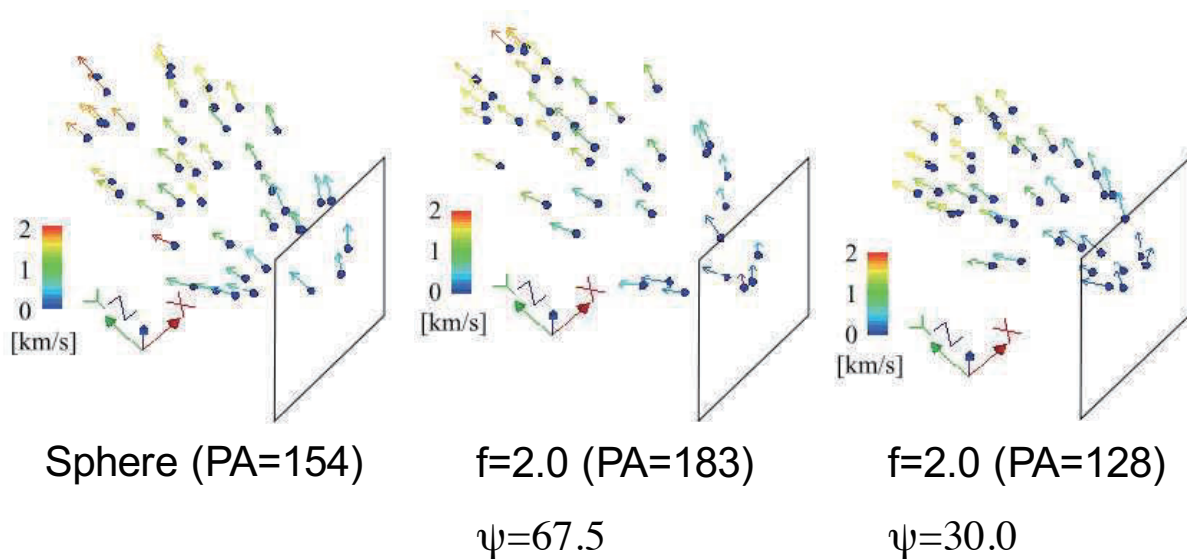 2
1
0
[km/s]
Y
Z
X
2
1
0
[km/s]
Y
Z
X
2
1
0
[km/s]
Y
Z
X
Sphere (PA=154)
f=2.0 (PA=183)
f=2.0 (PA=128)
ψ=67.5
ψ=30.0